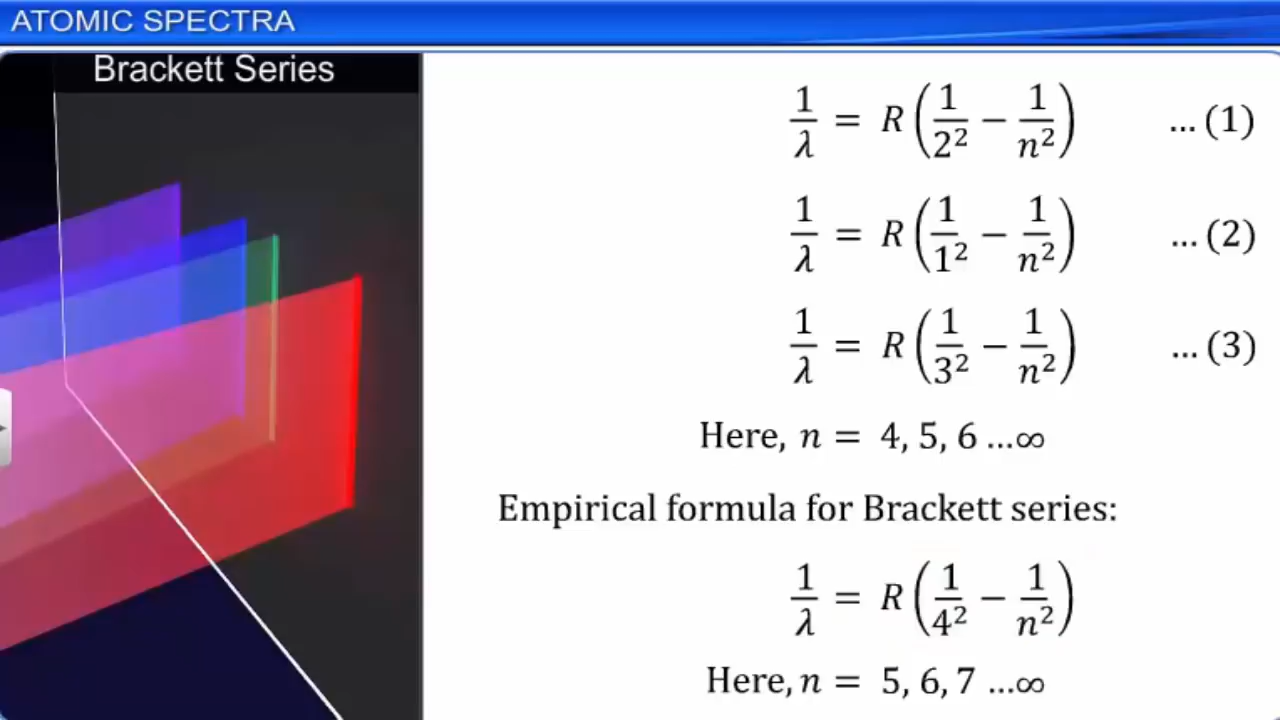 ATOMIC SPECTRA
Brackett Series
1/λ = R(1/2² − 1/n²) ... (1)
1/λ = R(1/1² − 1/n²) ... (2)
1/λ = R(1/3² − 1/n²) ... (3)
Here, n = 4, 5, 6 ...∞
Empirical formula for Brackett series:
1/λ = R(1/4² − 1/n²)
Here, n = 5, 6, 7 ...∞